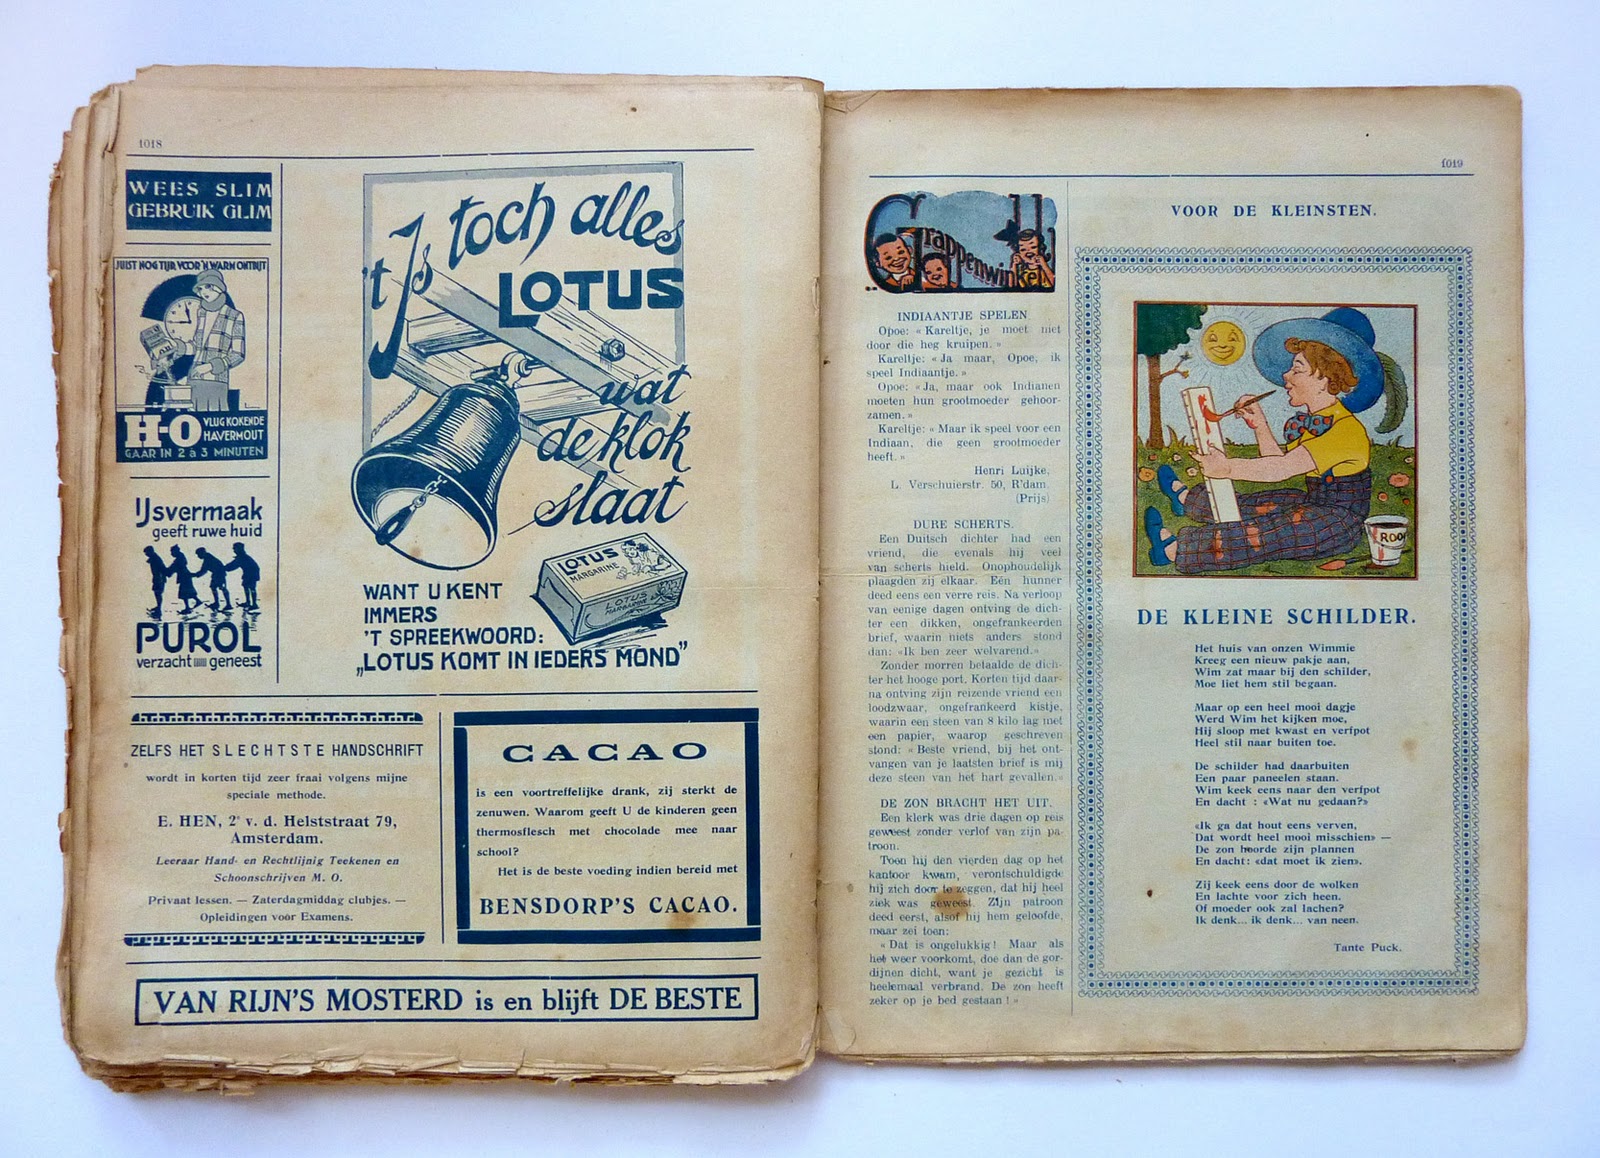 1018
WEES SLIM
GEBRUIK GLIM
JUIST NOG TIJD VOOR 'N WARM ONTBIJT
H-O VLUG KOKENDE
HAVERMOUT
GAAR IN 2 à 3 MINUTEN
IJsvermaak
geeft ruwe huid
PUROL
verzacht geneest
't Is toch alles
LOTUS
wat
de klok
slaat
LOTUS
MARGARINE
LOTUS
MARGARINE
WANT U KENT
IMMERS
'T SPREEKWOORD:
„LOTUS KOMT IN IEDERS MOND"
ZELFS HET SLECHTSTE HANDSCHRIFT
wordt in korten tijd zeer fraai volgens mijne
speciale methode.
E. HEN, 2e v. d. Helststraat 79,
Amsterdam.
Leeraar Hand- en Rechtlijnig Teekenen en
Schoonschrijven M. O.
Privaat lessen. — Zaterdagmiddag clubjes. —
Opleidingen voor Examens.
CACAO
is een voortreffelijke drank, zij sterkt de
zenuwen. Waarom geeft U de kinderen geen
thermosflesch met chocolade mee naar
school?
Het is de beste voeding indien bereid met
BENSDORP'S CACAO.
VAN RIJN'S MOSTERD is en blijft DE BESTE
1019
Grappenwinkel
INDIAANTJE SPELEN
Opoe: « Kareltje, je moet niet
door die heg kruipen. »
Kareltje: « Ja maar, Opoe, ik
speel Indiaantje. »
Opoe: « Ja, maar ook Indianen
moeten hun grootmoeder gehoor-
zamen. »
Kareltje: « Maar ik speel voor een
Indiaan, die geen grootmoeder
heeft. »
Henri Luijke,
L. Verschuierstr. 50, R'dam.
(Prijs)
DURE SCHERTS.
Een Duitsch dichter had een
vriend, die evenals hij veel
van scherts hield. Onophoudelijk
plaagden zij elkaar. Eén hunner
deed eens een verre reis. Na verloop
van eenige dagen ontving de dich-
ter een dikken, ongefrankeerden
brief, waarin niets anders stond
dan: «Ik ben zeer welvarend.»
Zonder morren betaalde de dich-
ter het hooge port. Korten tijd daar-
na ontving zijn reizende vriend een
loodzwaar, ongefrankeerd kistje,
waarin een steen van 8 kilo lag met
een papier, waarop geschreven
stond: « Beste vriend, bij het ont-
vangen van je laatsten brief is mij
deze steen van het hart gevallen.»
DE ZON BRACHT HET UIT.
Een klerk was drie dagen op reis
geweest zonder verlof van zijn pa-
troon.
Toen hij den vierden dag op het
kantoor kwam, verontschuldigde
hij zich door te zeggen, dat hij heel
ziek was geweest. Zijn patroon
deed eerst, alsof hij hem geloofde,
maar zei toen:
« Dat is ongelukkig! Maar als
het weer voorkomt, doe dan de gor-
dijnen dicht, want je gezicht is
heelemaal verbrand. De zon heeft
zeker op je bed gestaan! »
VOOR DE KLEINSTEN.
ROO
DE KLEINE SCHILDER.
Het huis van onzen Wimmie
Kreeg een nieuw pakje aan,
Wim zat maar bij den schilder,
Moe liet hem stil begaan.
Maar op een heel mooi dagje
Werd Wim het kijken moe,
Hij sloop met kwast en verfpot
Heel stil naar buiten toe.
De schilder had daarbuiten
Een paar paneelen staan.
Wim keek eens naar den verfpot
En dacht : «Wat nu gedaan?»
«Ik ga dat hout eens verven,
Dat wordt heel mooi misschien» —
De zon hoorde zijn plannen
En dacht: «dat moet ik zien».
Zij keek eens door de wolken
En lachte voor zich heen.
Of moeder ook zal lachen?
Ik denk... ik denk... van neen.
Tante Puck.